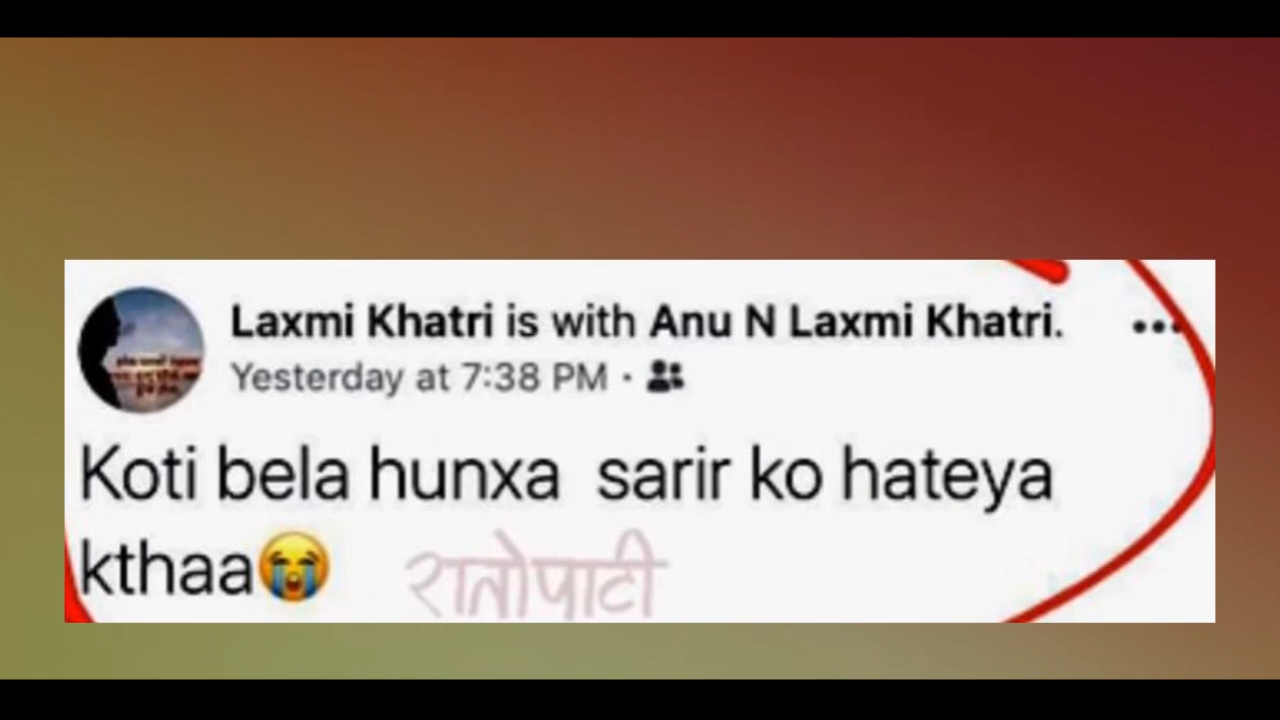 Laxmi Khatri is with Anu N Laxmi Khatri.
Yesterday at 7:38 PM ·
Koti bela hunxa sarir ko hateya
kthaa😭
रातोपाटी